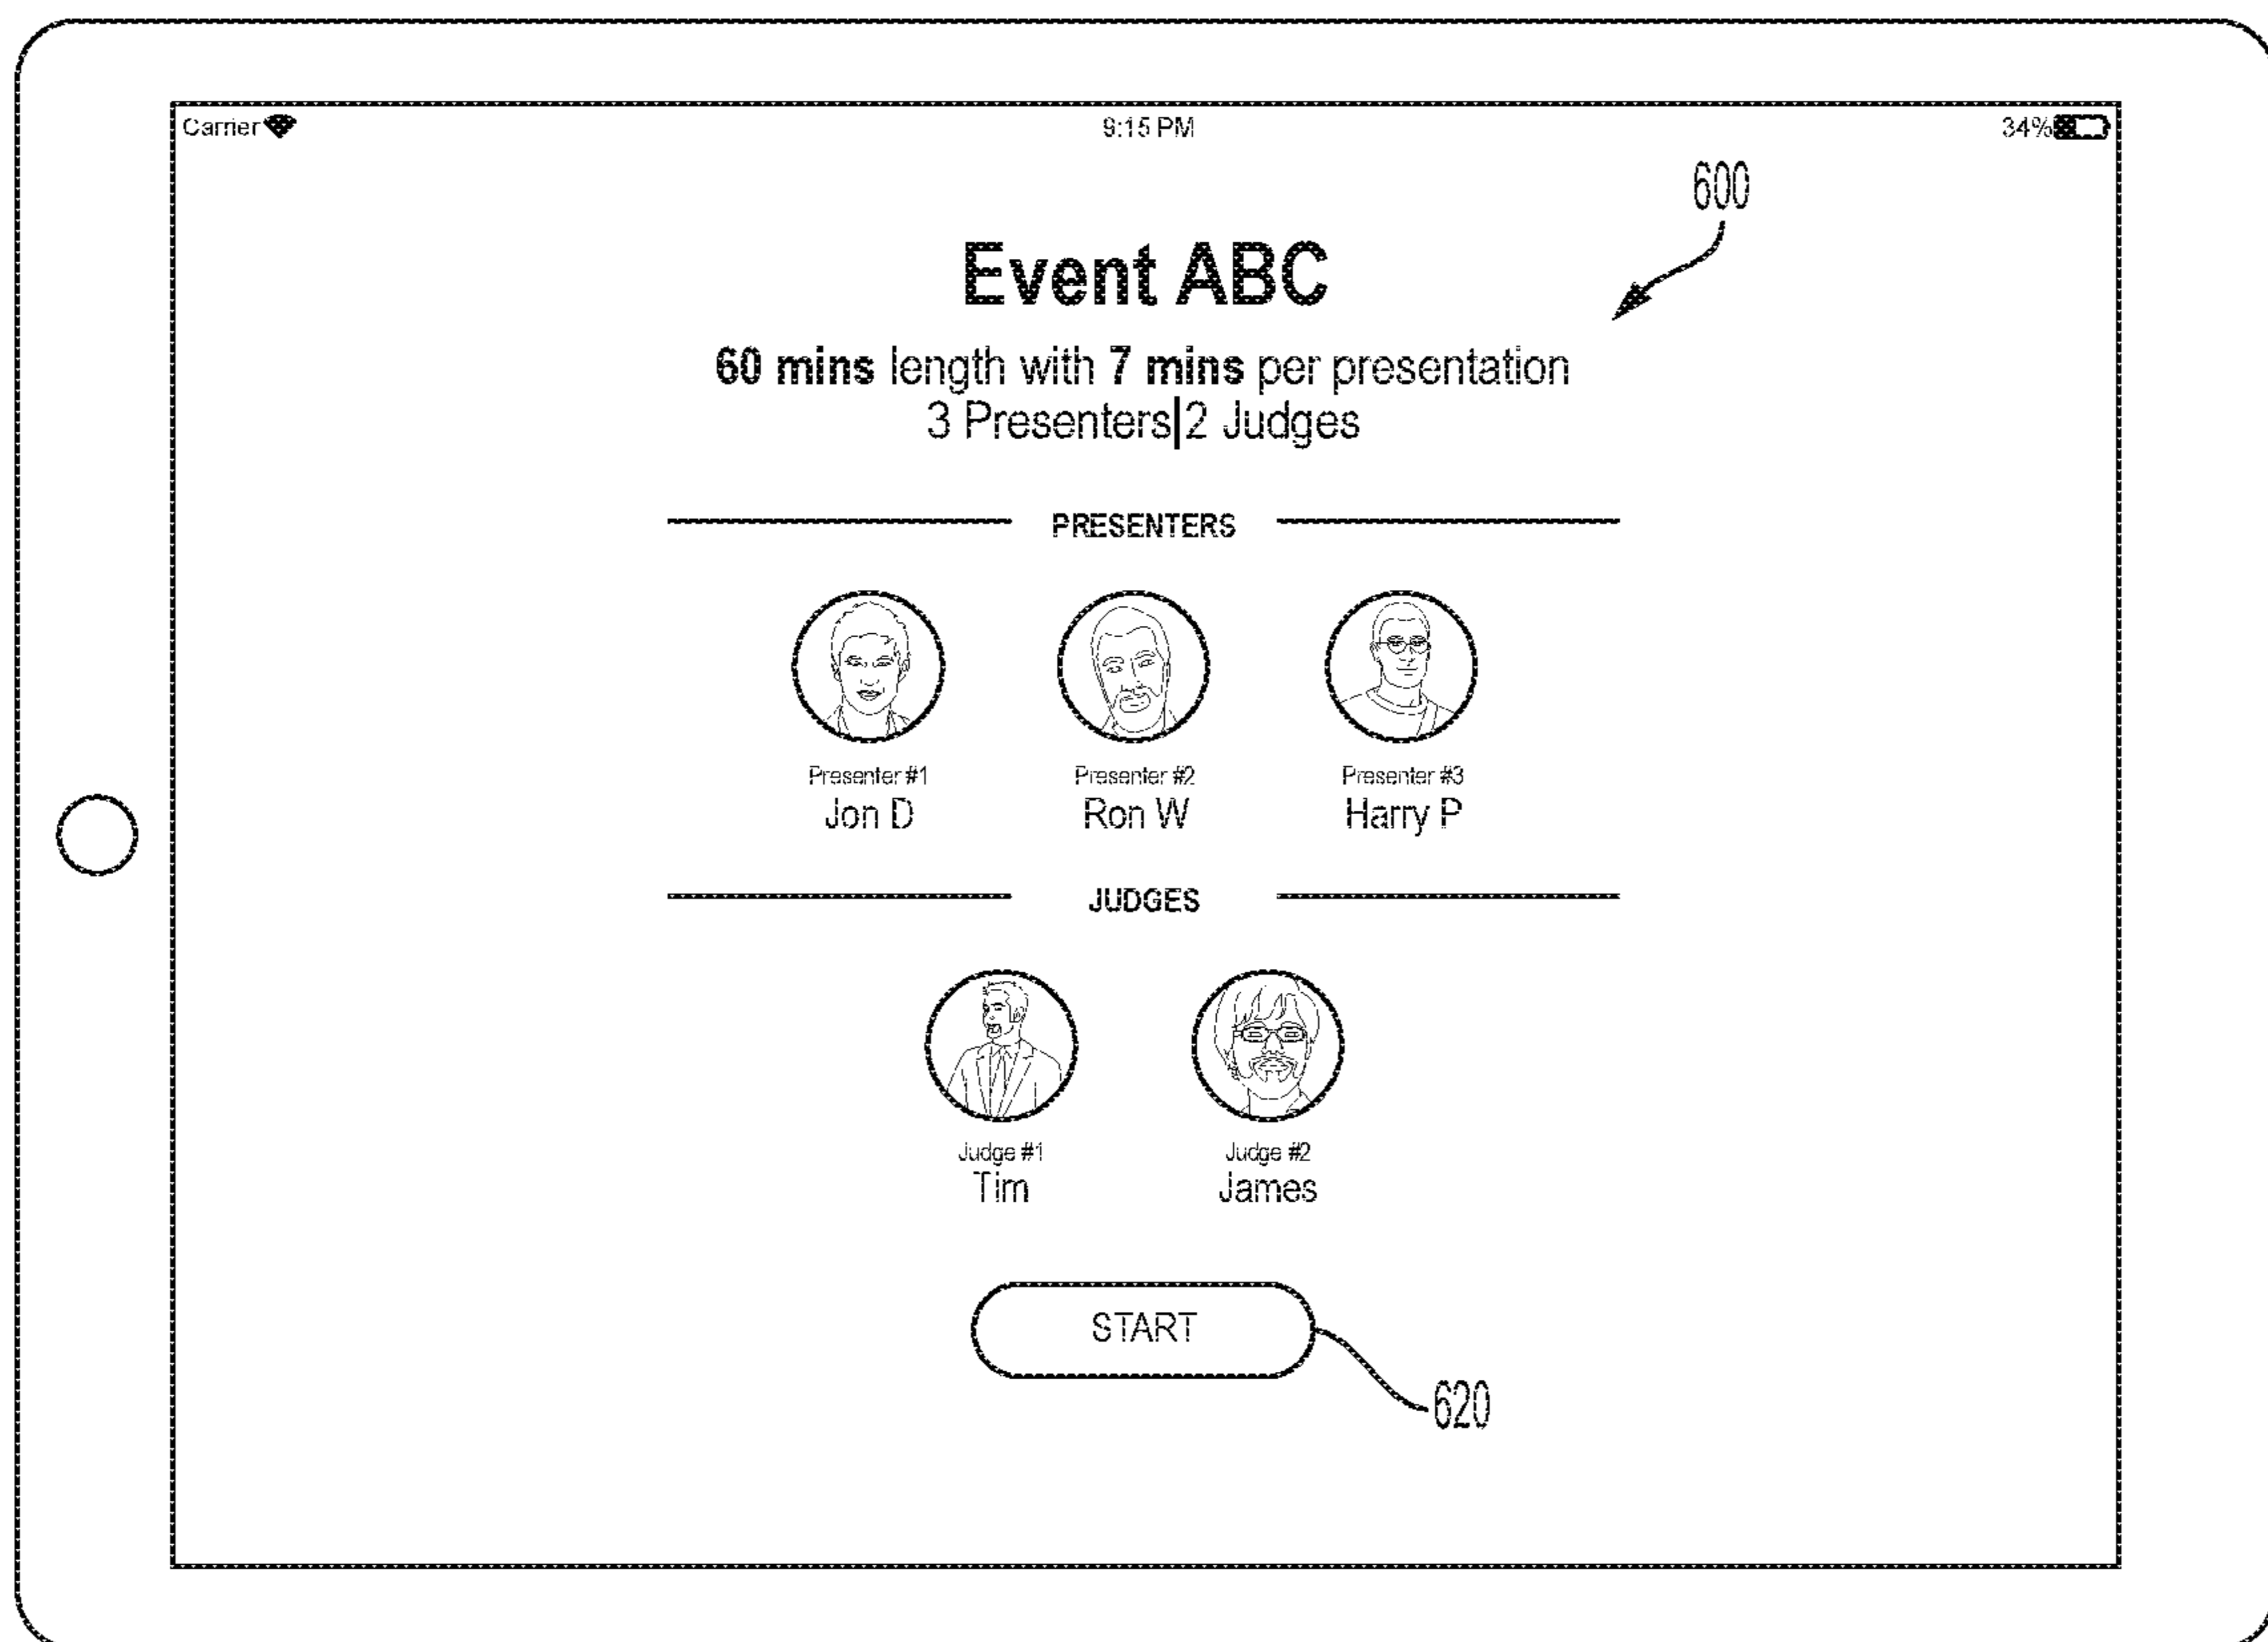 Carrier 9:15 PM 34%
600
Event ABC
60 mins length with 7 mins per presentation
3 Presenters|2 Judges
PRESENTERS
Presenter #1 Presenter #2 Presenter #3
Jon D Ron W Harry P
JUDGES
Judge #1 Judge #2
Tim James
START
620